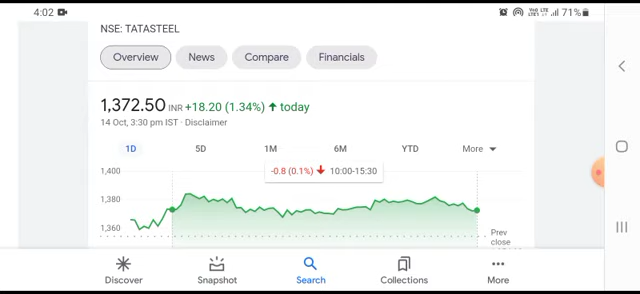 4:02 71%
NSE: TATASTEEL
Overview News Compare Financials
1,372.50 INR +18.20 (1.34%) today
14 Oct, 3:30 pm IST · Disclaimer
1D 5D 1M 6M YTD More
-0.8 (0.1%) 10:00-15:30
1,400
1,380
1,360
Prev
close
Discover Snapshot Search Collections More